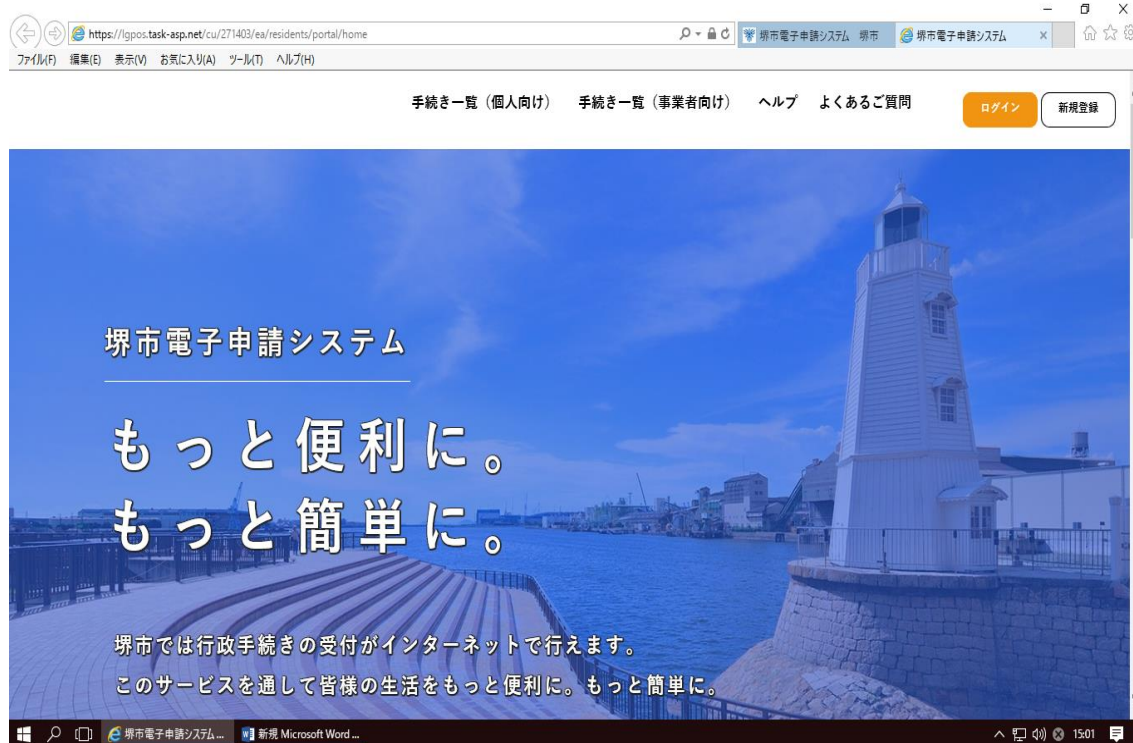 https://lgpos.task-asp.net/cu/271403/ea/residents/portal/home
堺市電子申請システム 堺市
堺市電子申請システム
ファイル(F) 編集(E) 表示(V) お気に入り(A) ツール(T) ヘルプ(H)
手続き一覧（個人向け） 手続き一覧（事業者向け） ヘルプ よくあるご質問 ログイン 新規登録
堺市電子申請システム
もっと便利に。
もっと簡単に。
堺市では行政手続きの受付がインターネットで行えます。
このサービスを通して皆様の生活をもっと便利に。もっと簡単に。
堺市電子申請システム... 新規 Microsoft Word ... 15:01